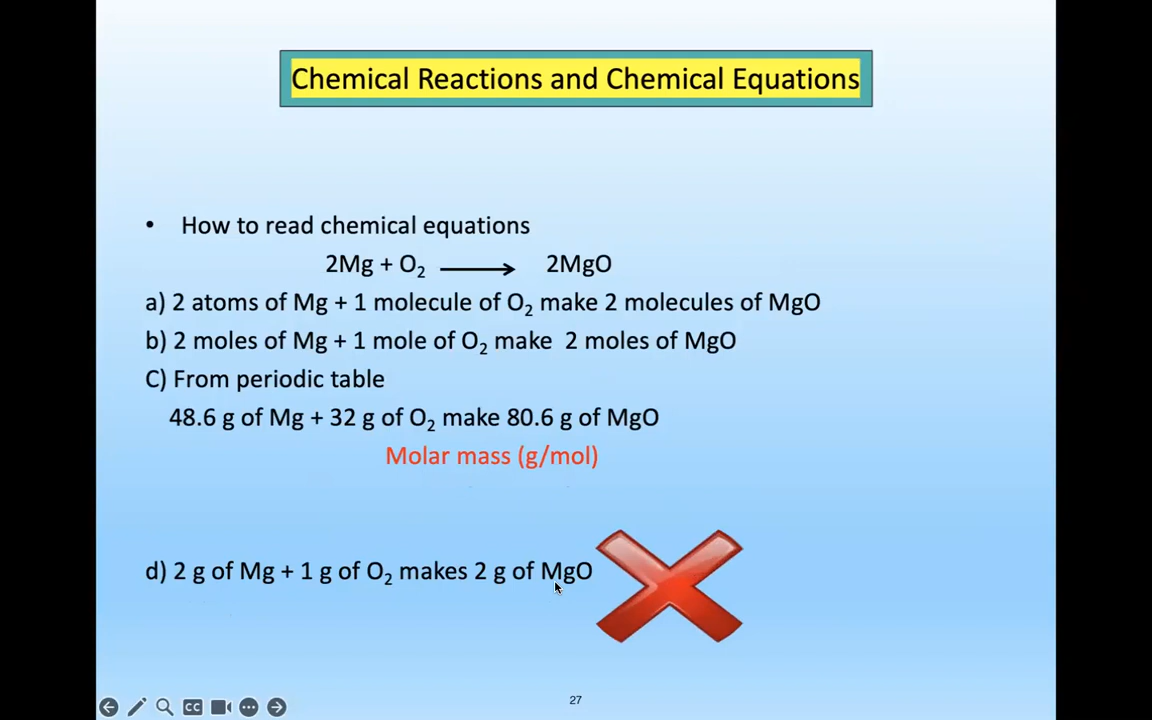 Chemical Reactions and Chemical Equations
• How to read chemical equations
2Mg + O₂ ⟶ 2MgO
a) 2 atoms of Mg + 1 molecule of O₂ make 2 molecules of MgO
b) 2 moles of Mg + 1 mole of O₂ make 2 moles of MgO
C) From periodic table
48.6 g of Mg + 32 g of O₂ make 80.6 g of MgO
Molar mass (g/mol)
d) 2 g of Mg + 1 g of O₂ makes 2 g of MgO
CC
27